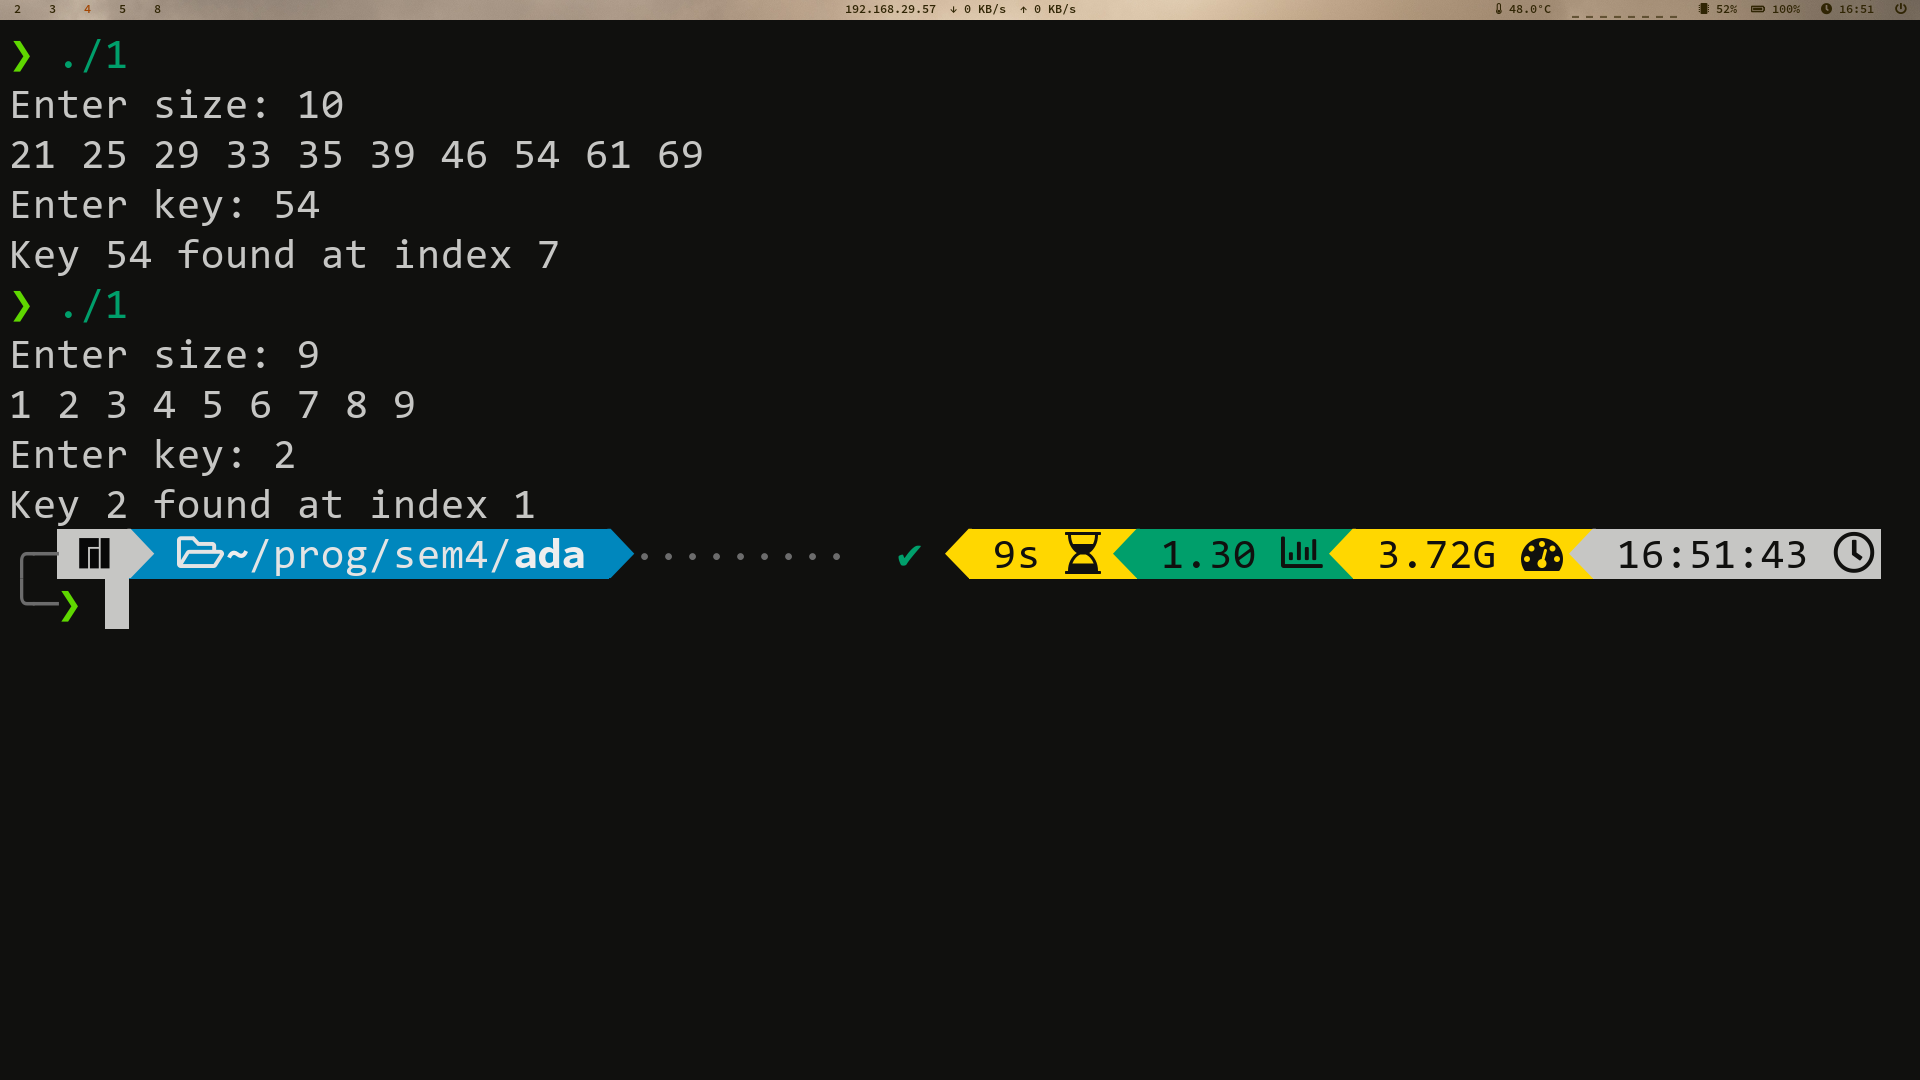 2 3 4 5 8 192.168.29.57 ↓ 0 KB/s ↑ 0 KB/s 48.0°C 52% 100% 16:51
❯ ./1
Enter size: 10
21 25 29 33 35 39 46 54 61 69
Enter key: 54
Key 54 found at index 7
❯ ./1
Enter size: 9
1 2 3 4 5 6 7 8 9
Enter key: 2
Key 2 found at index 1
~/prog/sem4/ada ········· ✔ 9s 1.30 3.72G 16:51:43
❯